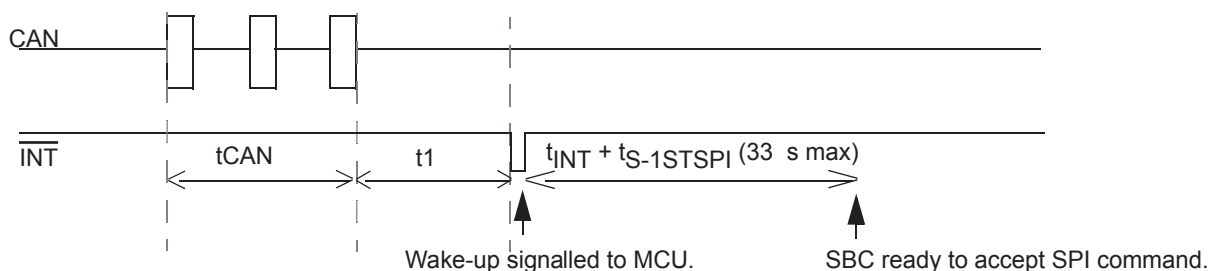 CAN
INT
tCAN
t1
tINT + tS-1STSPI (33 s max)
Wake-up signalled to MCU.
SBC ready to accept SPI command.